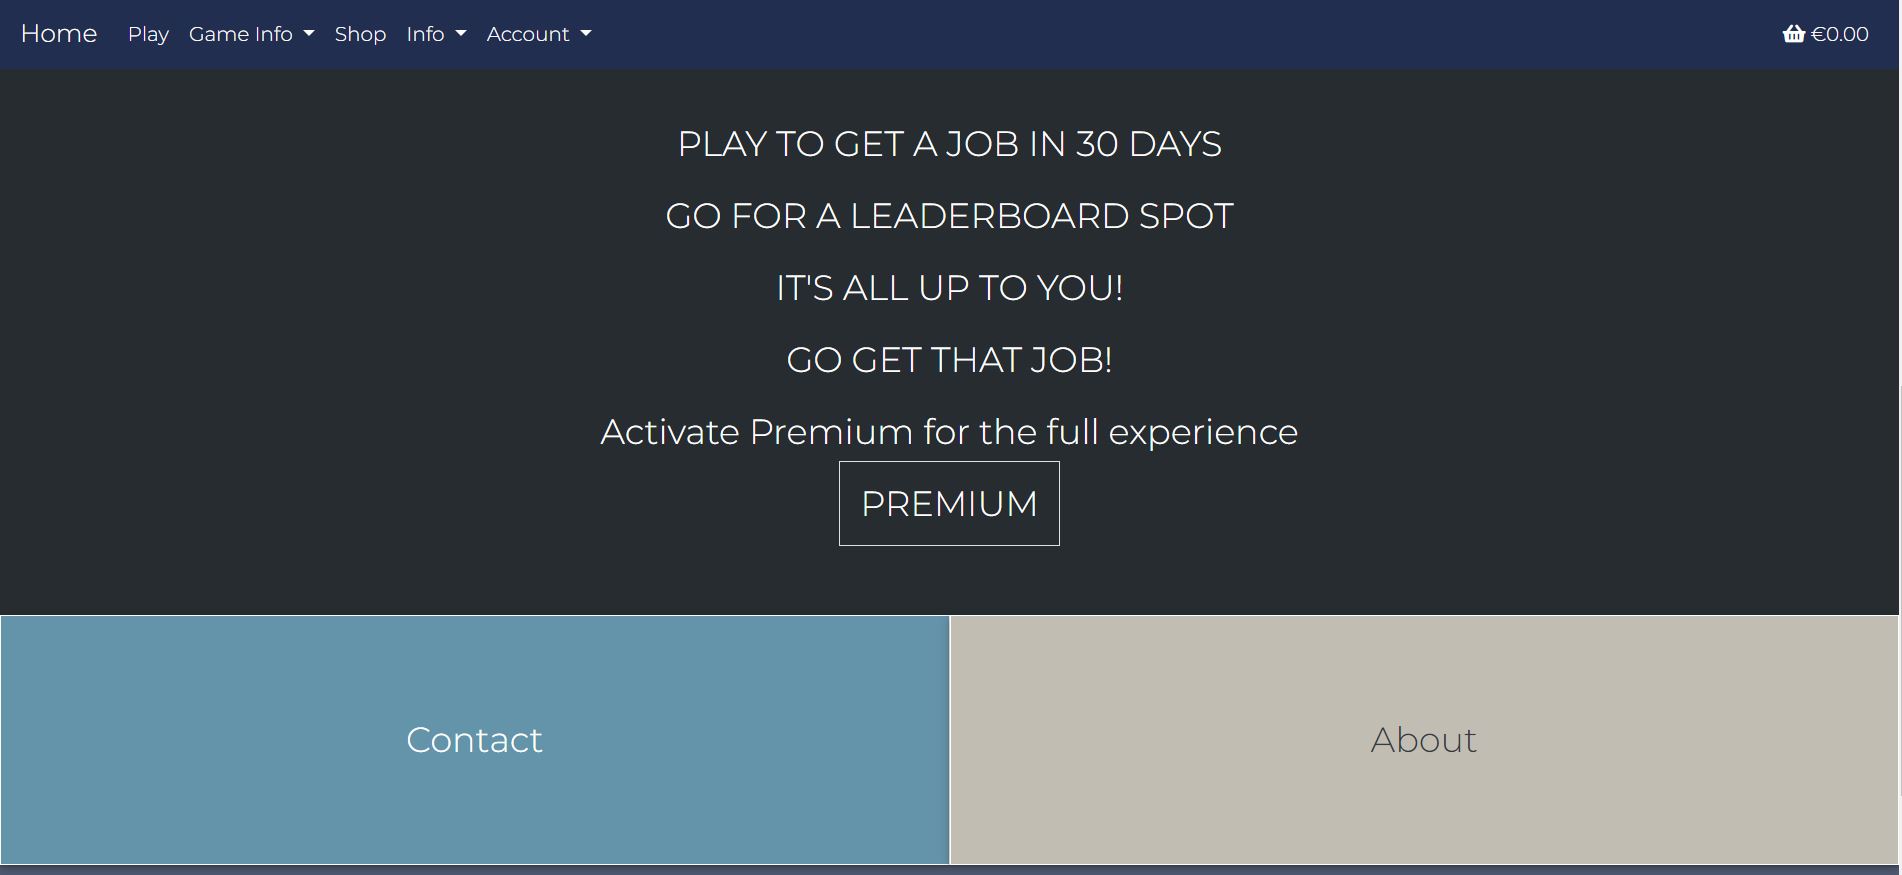 Home Play Game Info Shop Info Account €0.00
PLAY TO GET A JOB IN 30 DAYS
GO FOR A LEADERBOARD SPOT
IT'S ALL UP TO YOU!
GO GET THAT JOB!
Activate Premium for the full experience
PREMIUM
Contact
About